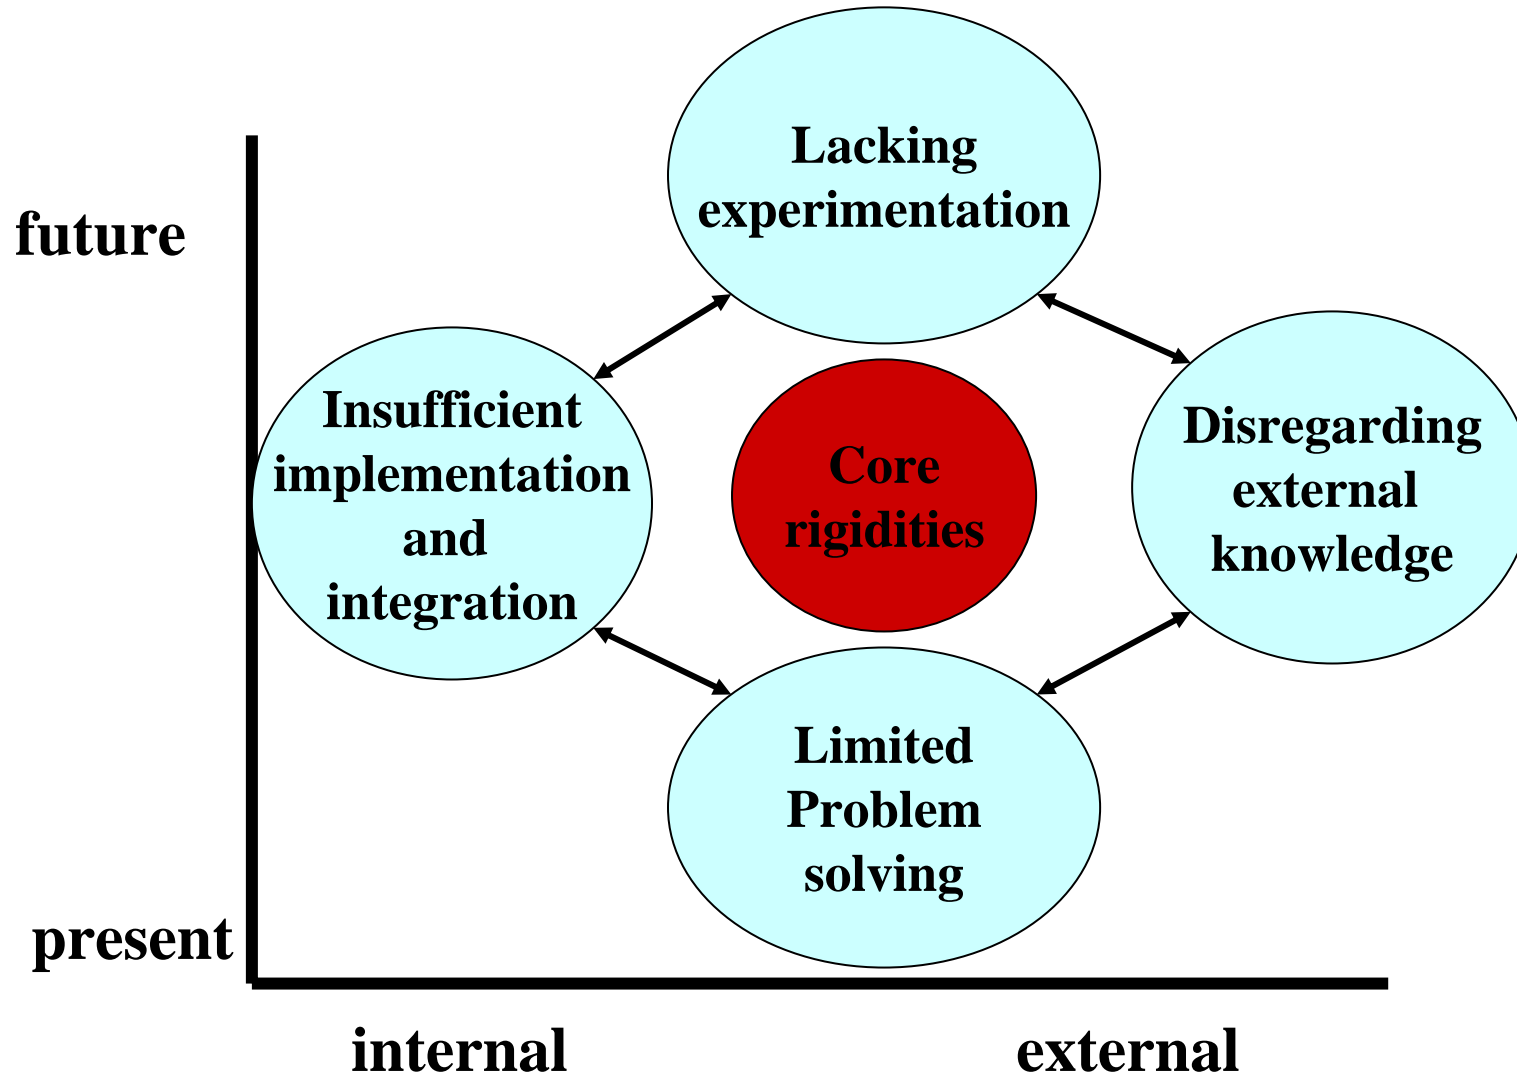 Lacking
experimentation
future
Insufficient
implementation
and
integration
Core
rigidities
Disregarding
external
knowledge
Limited
Problem
solving
present
internal
external